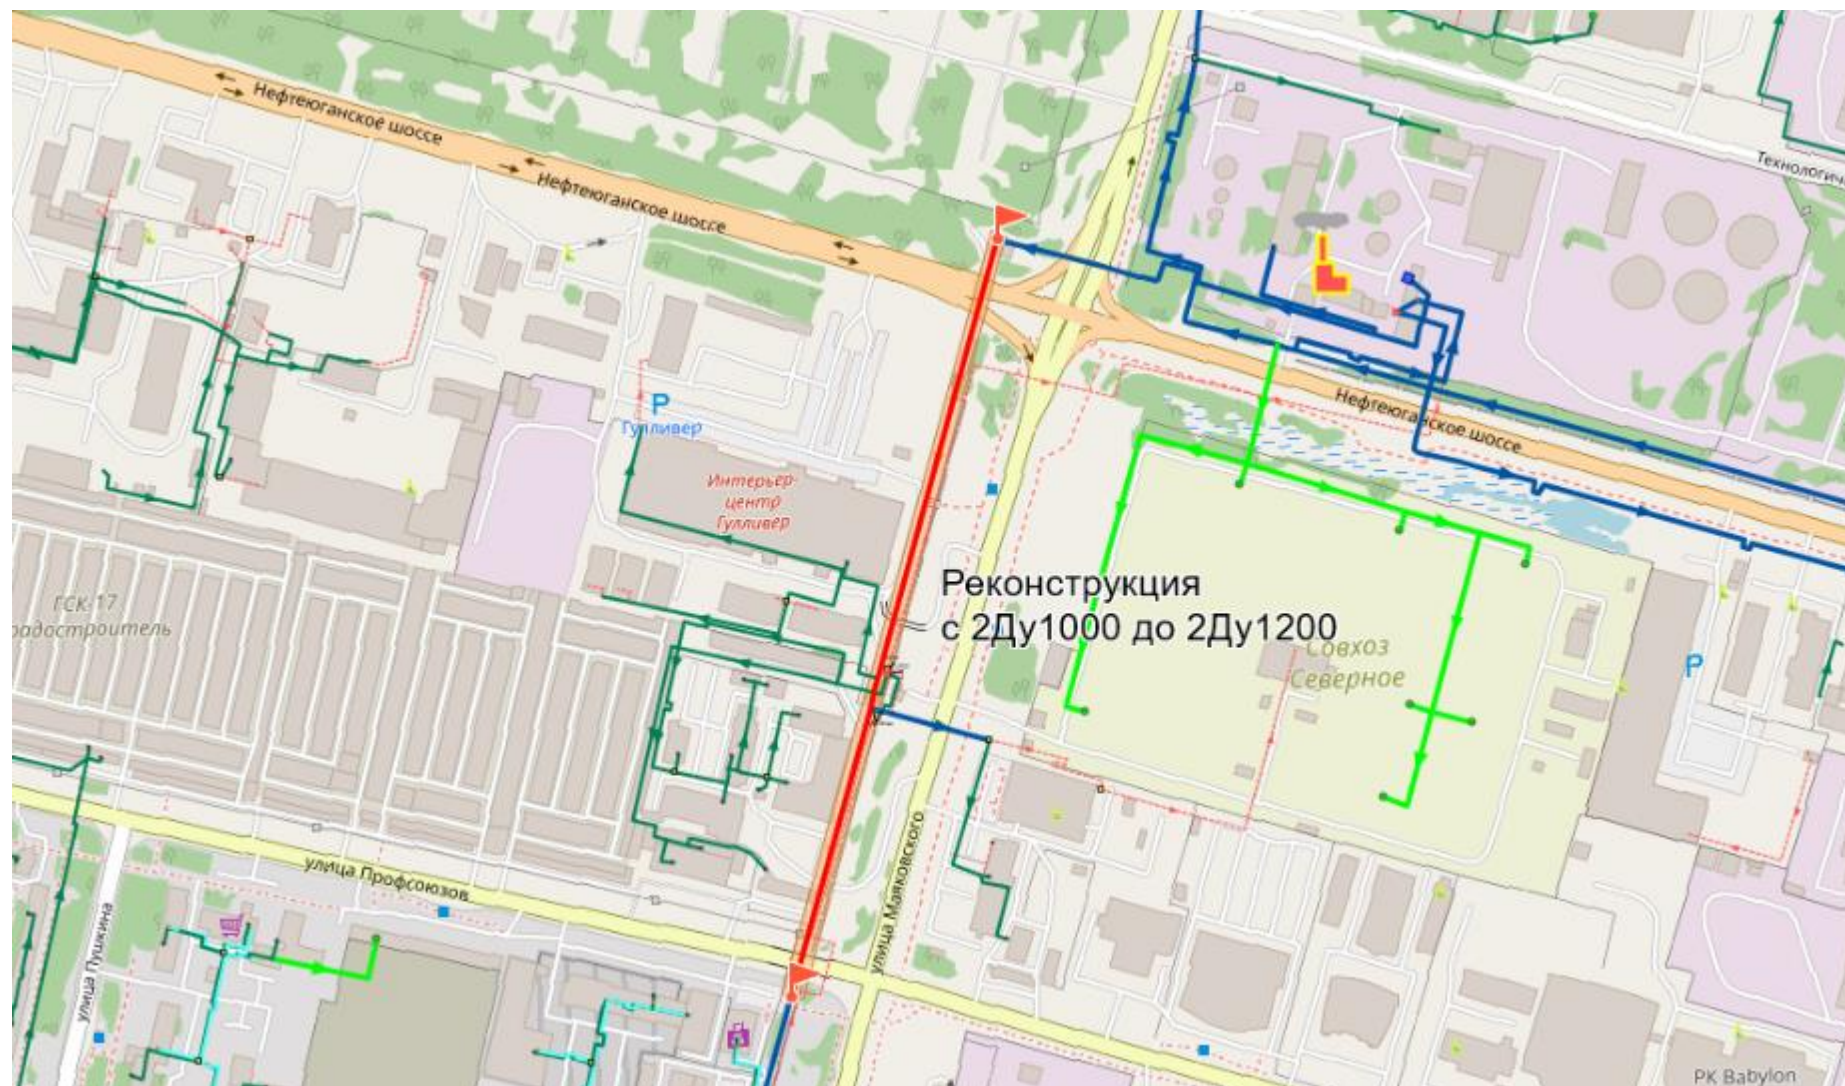 Нефтеюганское шоссе
Нефтеюганское шоссе
Технологич
Нефтеюганское шоссе
P
Гулливер
Интерьер-
центр
Гулливер
Реконструкция
с 2Ду1000 до 2Ду1200
ГСК-17
радостроитель
Совхоз
Северное
P
улица Профсоюзов
улица Маяковского
улица Пушкина
PK Babylon